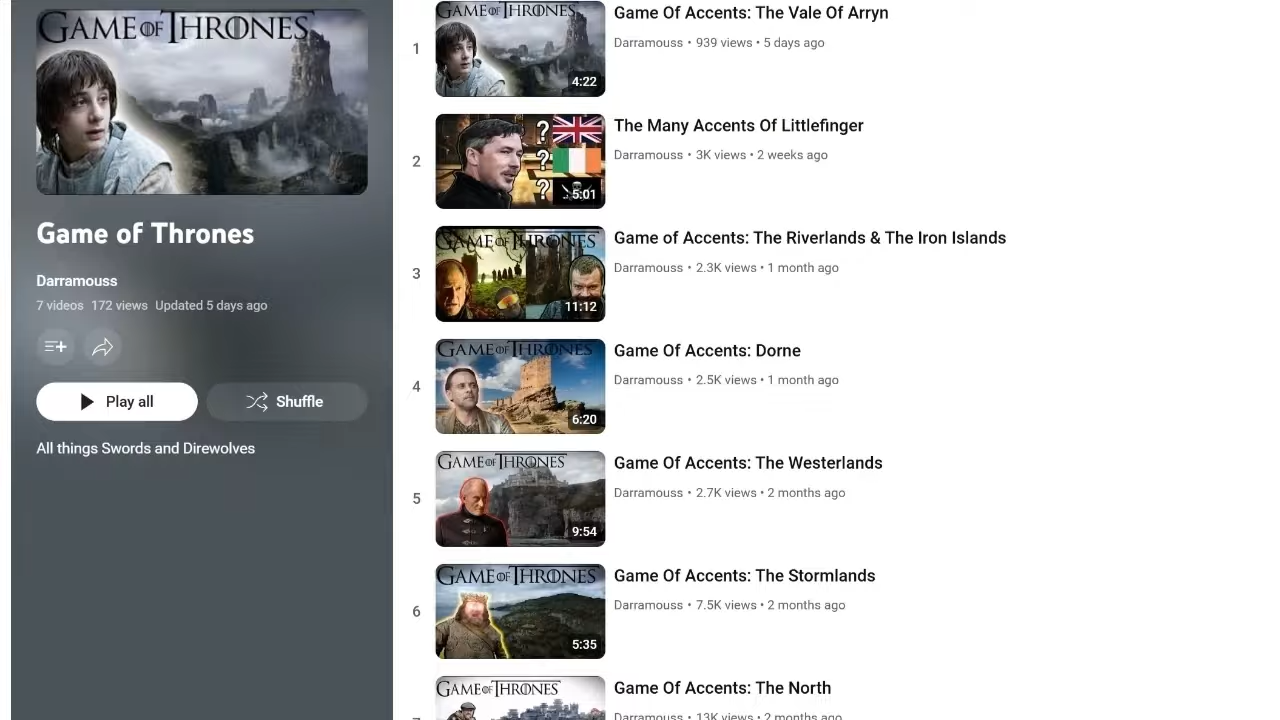 GAME OF THRONES
Game of Thrones
Darramouss
7 videos 172 views Updated 5 days ago
Play all
Shuffle
All things Swords and Direwolves
1
GAME OF THRONES
4:22
Game Of Accents: The Vale Of Arryn
Darramouss • 939 views • 5 days ago
2
? ? ?
5:01
The Many Accents Of Littlefinger
Darramouss • 3K views • 2 weeks ago
3
GAME OF THRONES
11:12
Game of Accents: The Riverlands & The Iron Islands
Darramouss • 2.3K views • 1 month ago
4
GAME OF THRONES
6:20
Game Of Accents: Dorne
Darramouss • 2.5K views • 1 month ago
5
GAME OF THRONES
9:54
Game Of Accents: The Westerlands
Darramouss • 2.7K views • 2 months ago
6
GAME OF THRONES
5:35
Game Of Accents: The Stormlands
Darramouss • 7.5K views • 2 months ago
7
GAME OF THRONES
Game Of Accents: The North
Darramouss • 13K views • 2 months ago